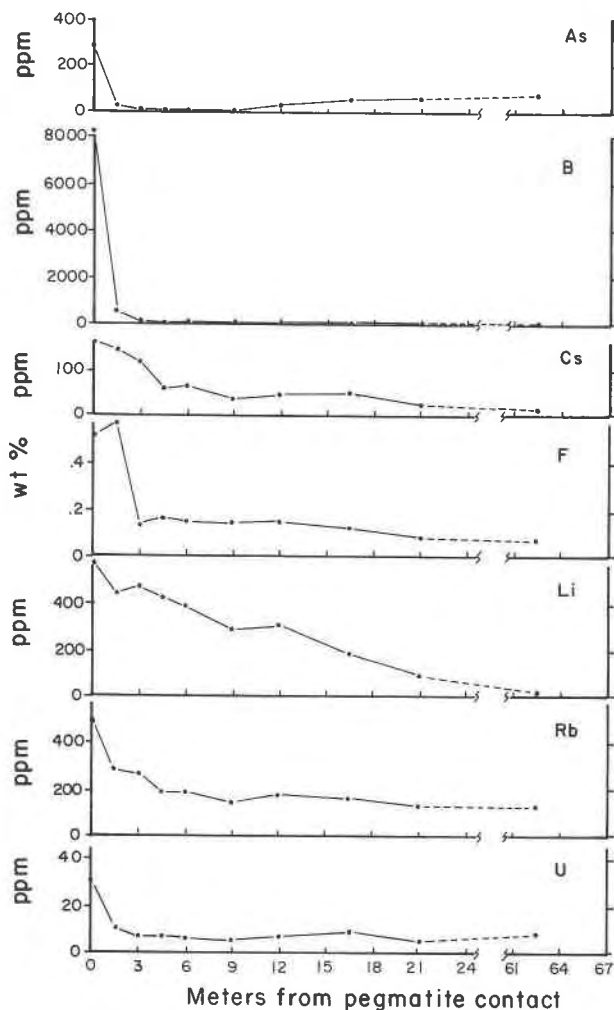 400
As
ppm
200
0
8000
B
6000
ppm
4000
2000
0
Cs
ppm
100
0
F
wt %
.4
.2
0
Li
ppm
400
200
0
Rb
ppm
400
200
0
U
ppm
40
20
0
0 3 6 9 12 15 18 21 24 61 64 67
Meters from pegmatite contact